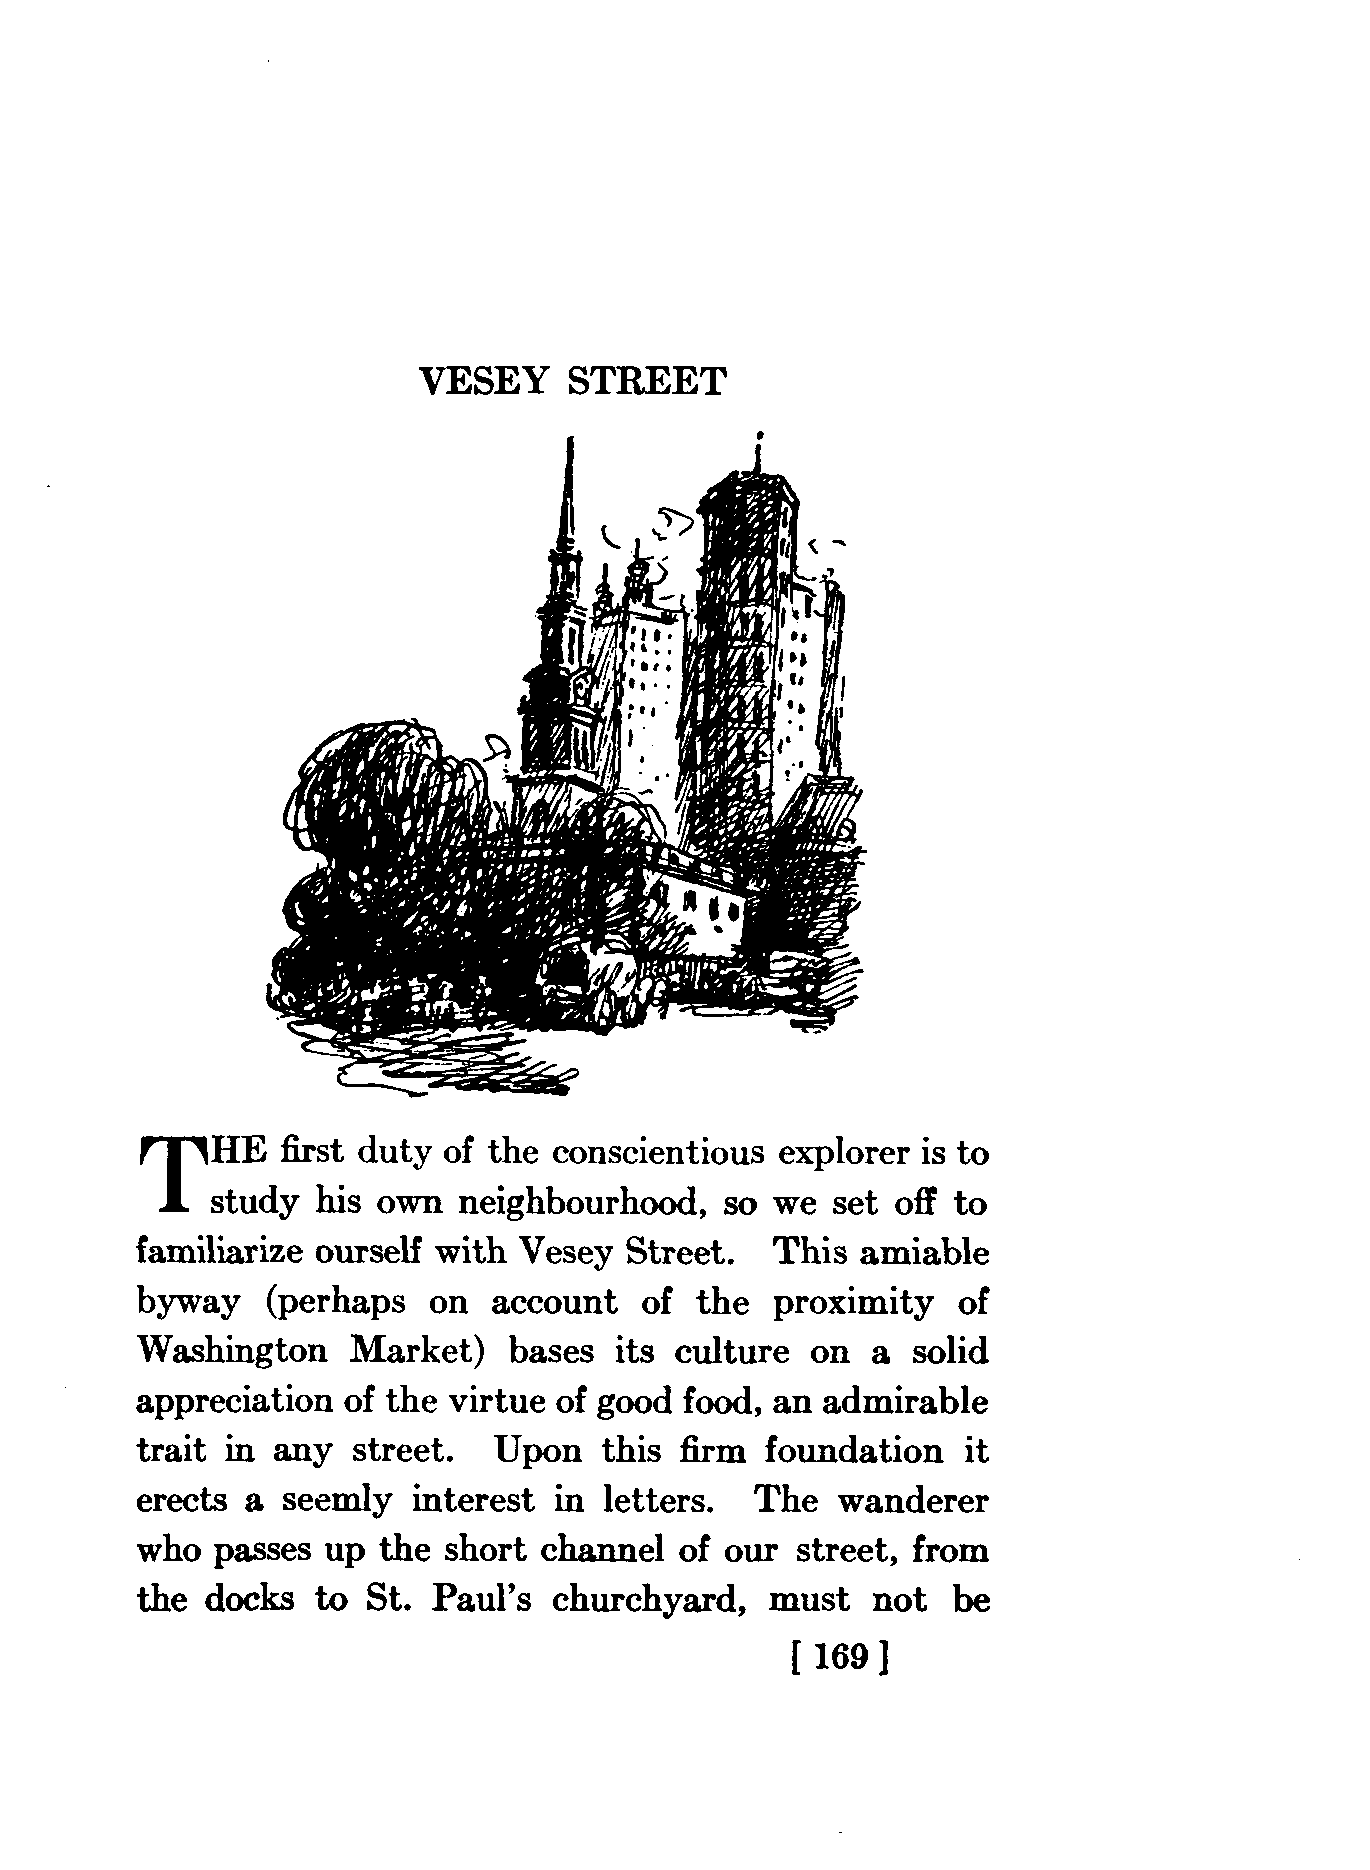 VESEY STREET
THE first duty of the conscientious explorer is to
study his own neighbourhood, so we set off to
familiarize ourself with Vesey Street. This amiable
byway (perhaps on account of the proximity of
Washington Market) bases its culture on a solid
appreciation of the virtue of good food, an admirable
trait in any street. Upon this firm foundation it
erects a seemly interest in letters. The wanderer
who passes up the short channel of our street, from
the docks to St. Paul's churchyard, must not be
[ 169 ]